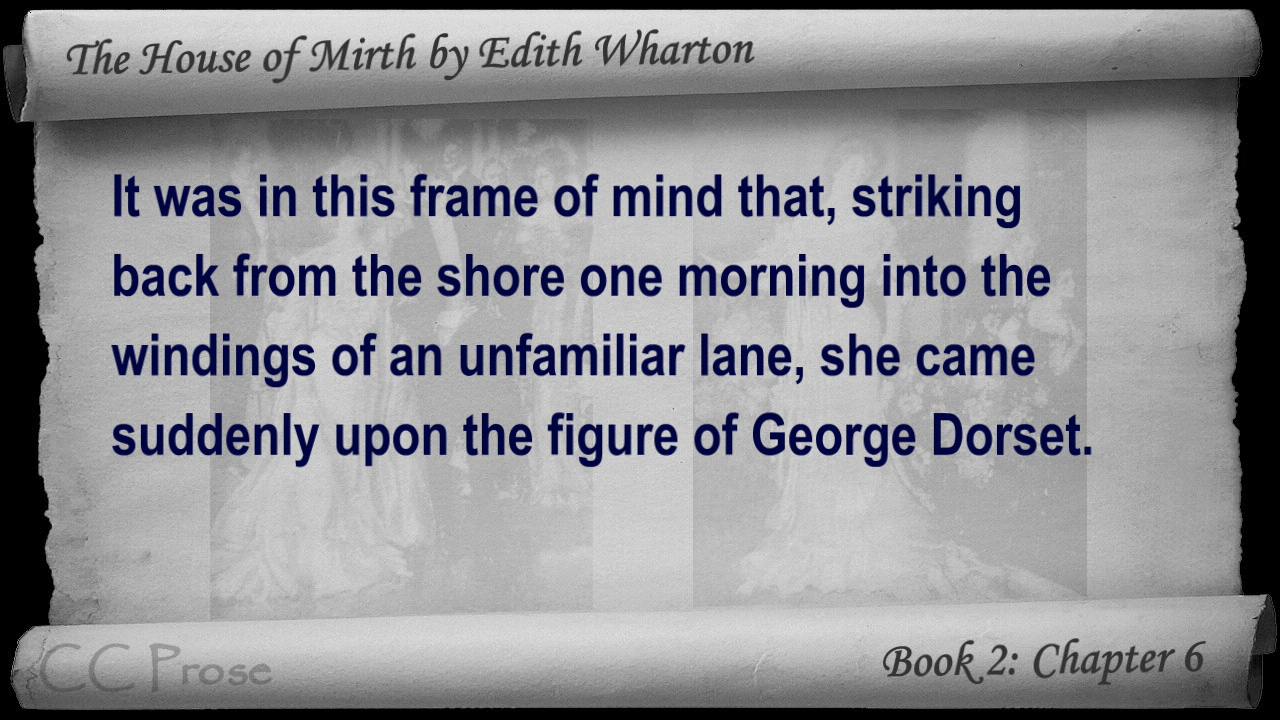 The House of Mirth by Edith Wharton
It was in this frame of mind that, striking
back from the shore one morning into the
windings of an unfamiliar lane, she came
suddenly upon the figure of George Dorset.
CC Prose
Book 2: Chapter 6